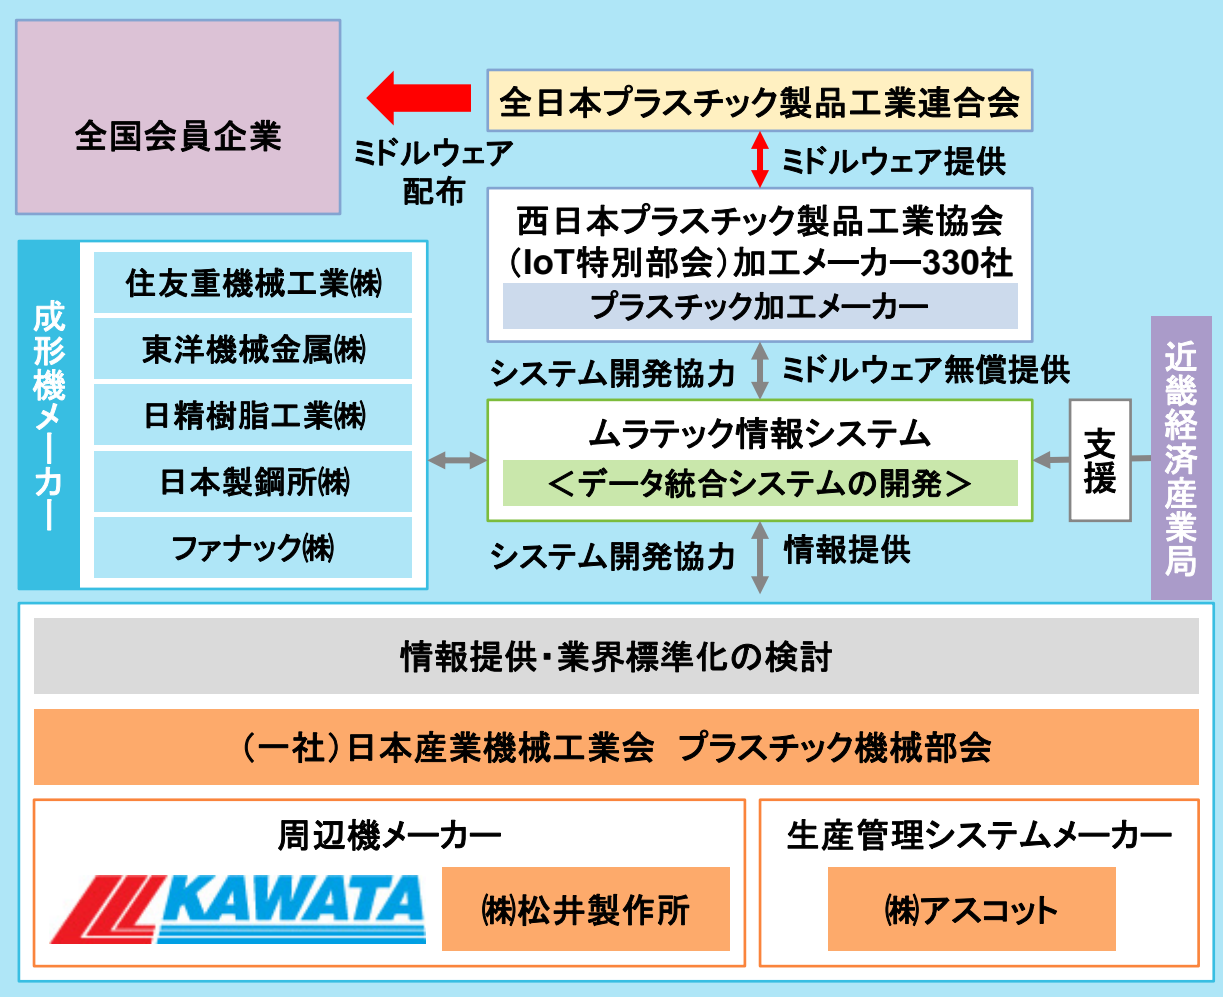 全国会員企業
全日本プラスチック製品工業連合会
ミドルウェア
配布
ミドルウェア提供
西日本プラスチック製品工業協会
（IoT特別部会）加工メーカー330社
プラスチック加工メーカー
成形機メーカー
住友重機械工業㈱
東洋機械金属㈱
日精樹脂工業㈱
日本製鋼所㈱
ファナック㈱
システム開発協力
ミドルウェア無償提供
ムラテック情報システム
＜データ統合システムの開発＞
支援
近畿経済産業局
システム開発協力
情報提供
情報提供・業界標準化の検討
（一社）日本産業機械工業会　プラスチック機械部会
周辺機メーカー
KAWATA
㈱松井製作所
生産管理システムメーカー
㈱アスコット